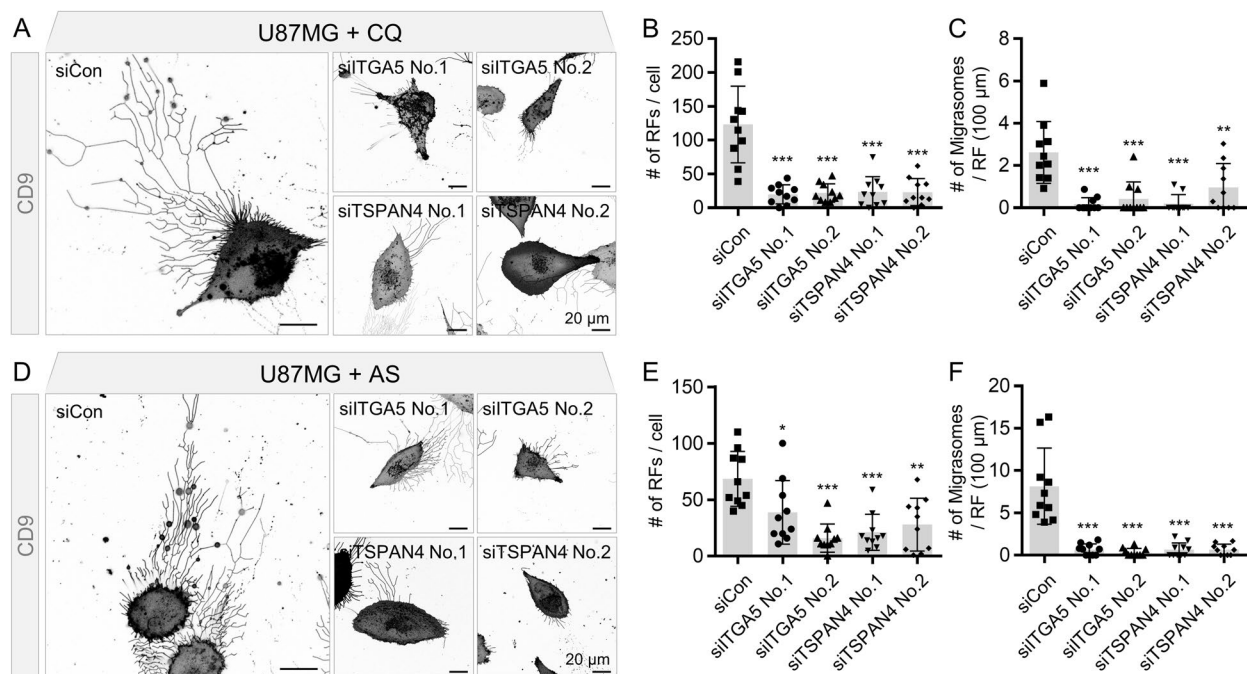 A
U87MG + CQ
CD9
siCon
siITGA5 No.1
siITGA5 No.2
siTSPAN4 No.1
siTSPAN4 No.2
20 µm
B
# of RFs / cell
250
200
150
100
50
0
***
***
***
***
siCon
siITGA5 No.1
siITGA5 No.2
siTSPAN4 No.1
siTSPAN4 No.2
C
# of Migrasomes
/ RF (100 µm)
8
6
4
2
0
***
***
***
**
siCon
siITGA5 No.1
siITGA5 No.2
siTSPAN4 No.1
siTSPAN4 No.2
D
U87MG + AS
CD9
siCon
siITGA5 No.1
siITGA5 No.2
siTSPAN4 No.1
siTSPAN4 No.2
20 µm
E
# of RFs / cell
150
100
50
0
*
***
***
**
siCon
siITGA5 No.1
siITGA5 No.2
siTSPAN4 No.1
siTSPAN4 No.2
F
# of Migrasomes
/ RF (100 µm)
20
15
10
5
0
***
***
***
***
siCon
siITGA5 No.1
siITGA5 No.2
siTSPAN4 No.1
siTSPAN4 No.2